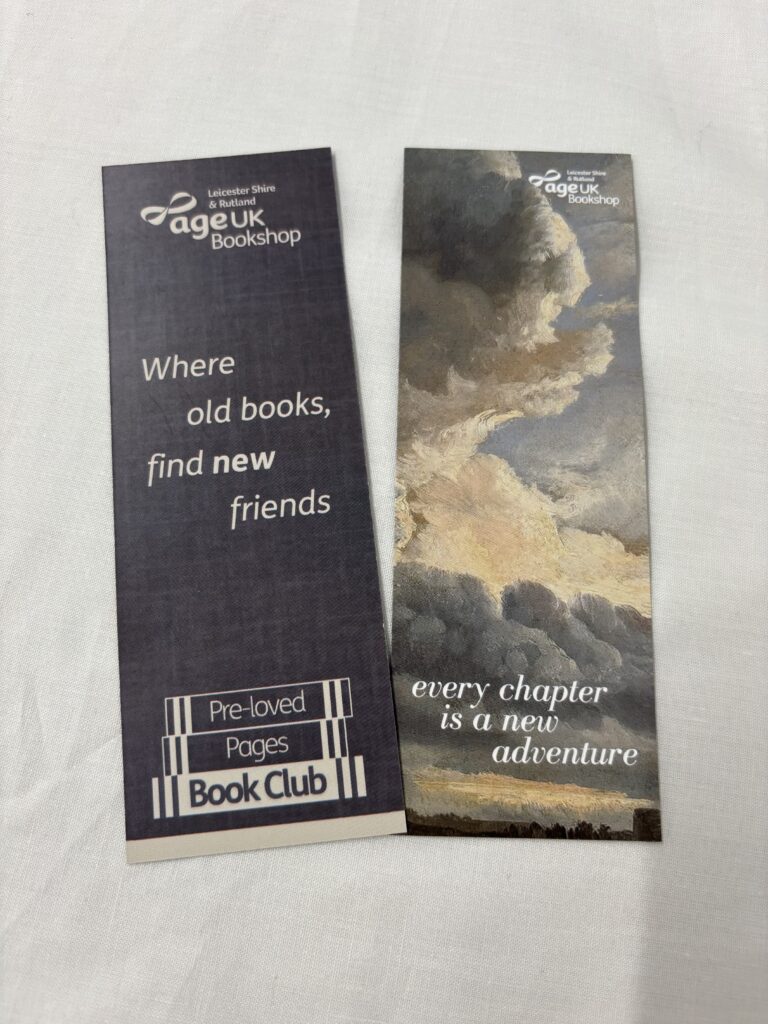 Leicester Shire
& Rutland
age UK
Bookshop
Where
old books,
find new
friends
Pre-loved
Pages
Book Club
Leicester Shire
& Rutland
age UK
Bookshop
every chapter
is a new
adventure